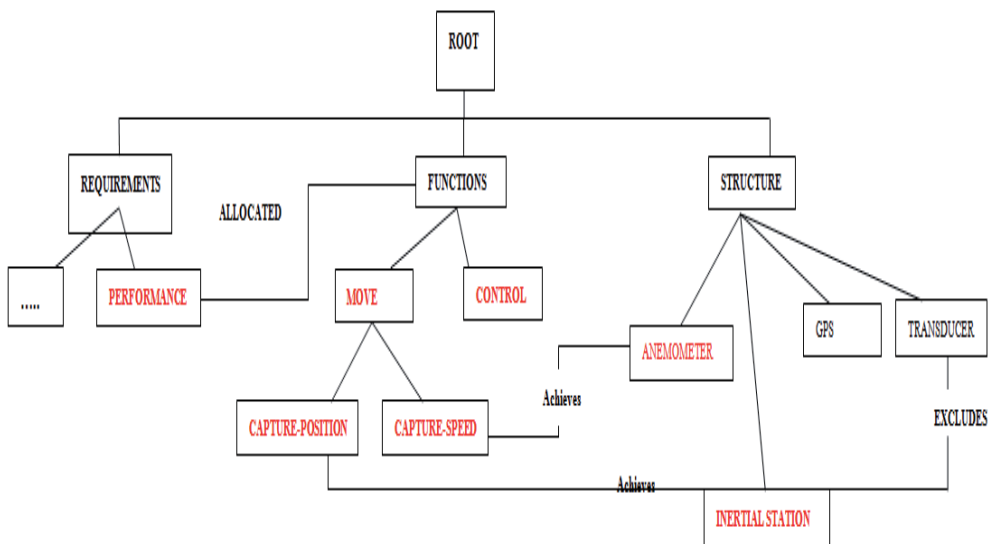 ROOT
REQUIREMENTS
FUNCTIONS
STRUCTURE
ALLOCATED
.....
PERFORMANCE
MOVE
CONTROL
GPS
TRANSDUCER
ANEMOMETER
Achieves
CAPTURE-POSITION
CAPTURE-SPEED
EXCLUDES
Achieves
INERTIAL STATION